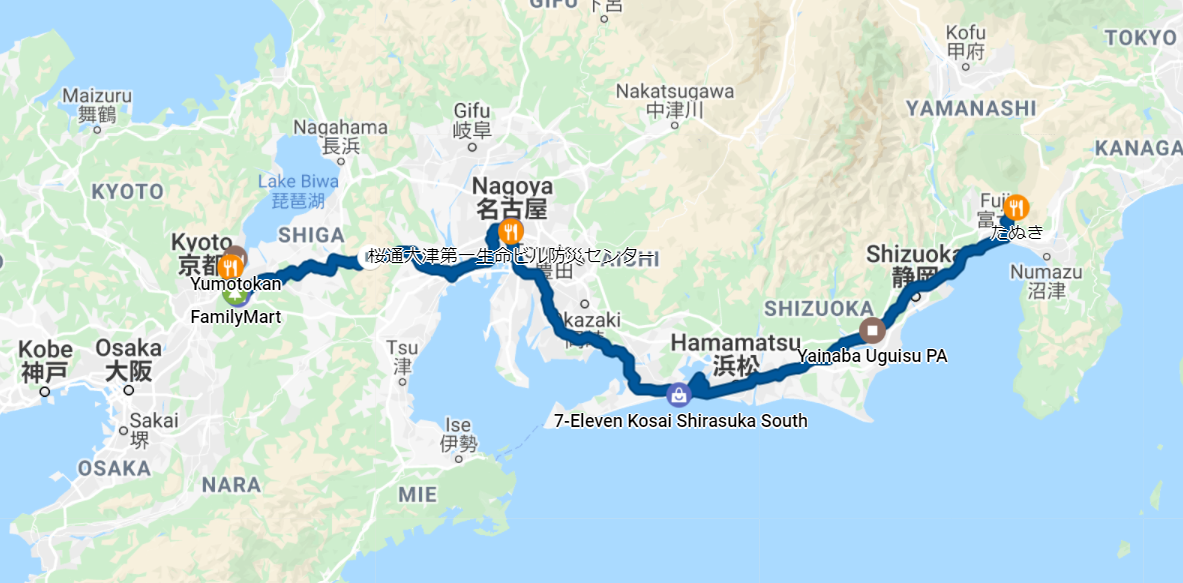 GIFU
下呂
Kofu
甲府
TOKYO
Maizuru
舞鶴
Nakatsugawa
中津川
YAMANASHI
Gifu
岐阜
Nagahama
長浜
KANAGA
KYOTO
Lake Biwa
琵琶湖
Nagoya
名古屋
Fuji
富
たぬき
SHIGA
Kyoto
京都
桜通大津第一生命ビル防災センター
AICHI
豊田
Shizuoka
静岡
Numazu
沼津
Yumotokan
FamilyMart
SHIZUOKA
Okazaki
岡崎
Kobe
神戸
Osaka
大阪
Tsu
津
Hamamatsu
浜松
Yainaba Uguisu PA
Sakai
堺
7-Eleven Kosai Shirasuka South
Ise
伊勢
OSAKA
NARA
MIE